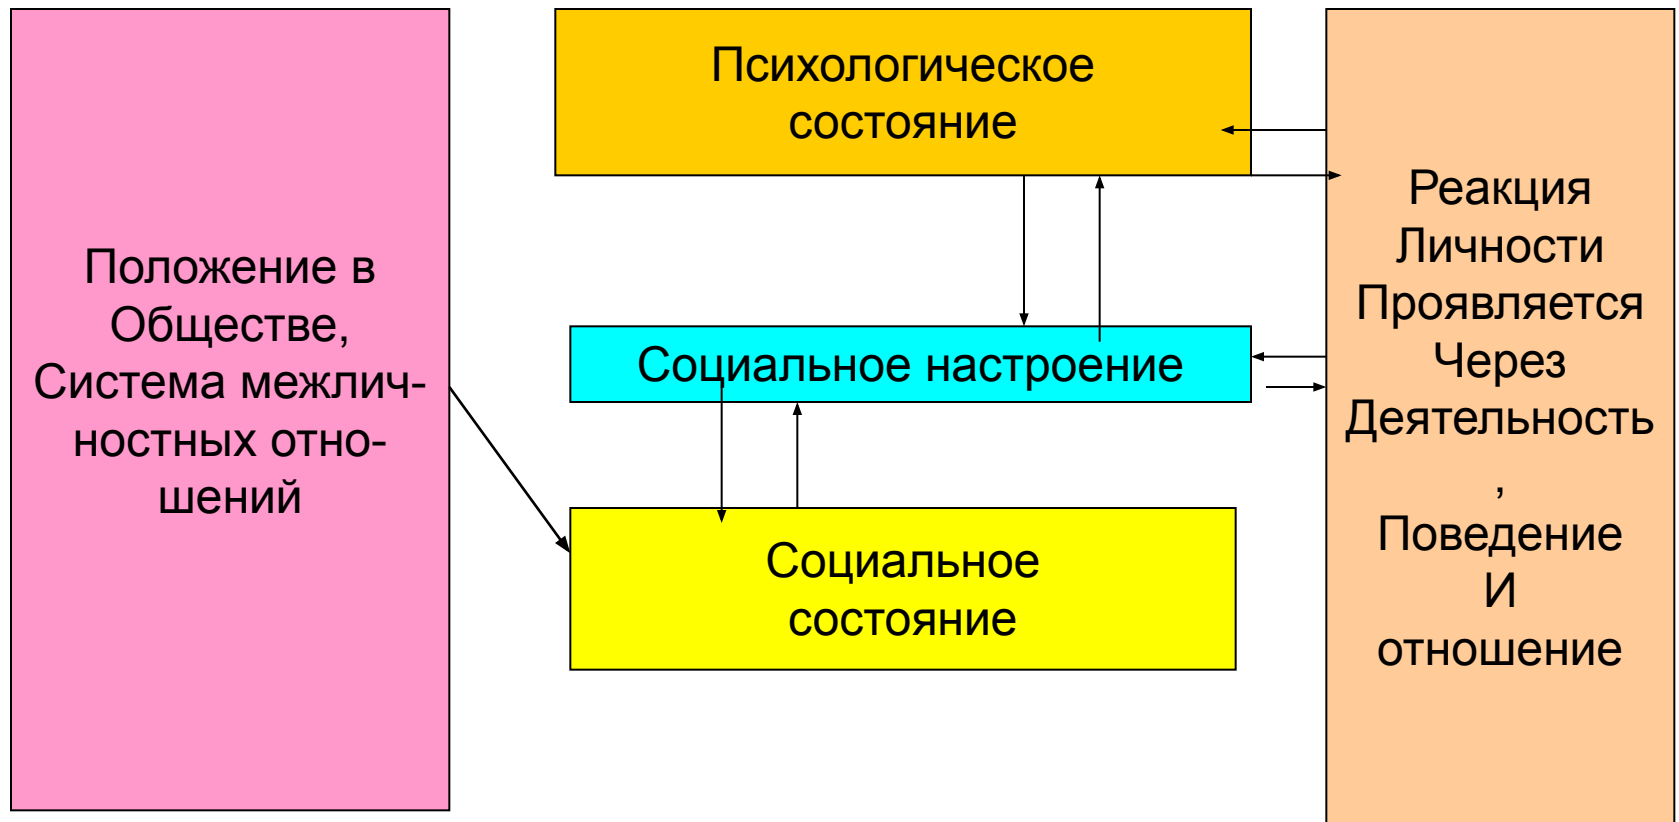 Положение в
Обществе,
Система межлич-
ностных отно-
шений
Психологическое
состояние
Социальное настроение
Социальное
состояние
Реакция
Личности
Проявляется
Через
Деятельность
,
Поведение
И
отношение